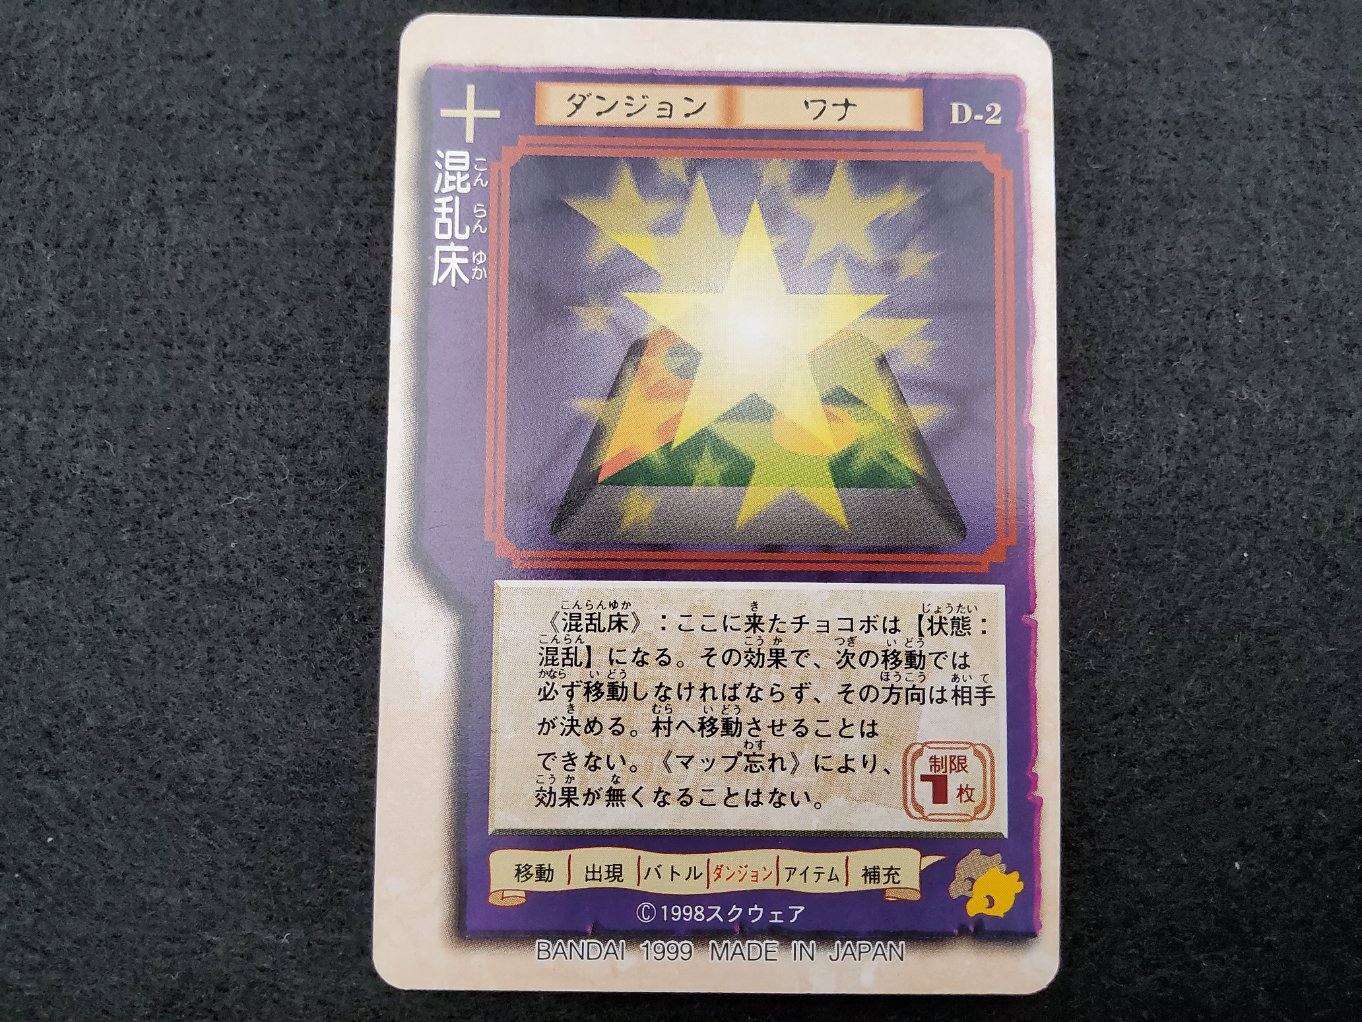 ダンジョン ワナ D-2
混乱床
こん らん ゆか
《混乱床》：ここに来たチョコボは【状態：
混乱】になる。その効果で、次の移動では
必ず移動しなければならず、その方向は相手
が決める。村へ移動させることは
できない。《マップ忘れ》により、
効果が無くなることはない。
制限
1枚
移動 出現 バトル ダンジョン アイテム 補充
©1998スクウェア
BANDAI 1999 MADE IN JAPAN